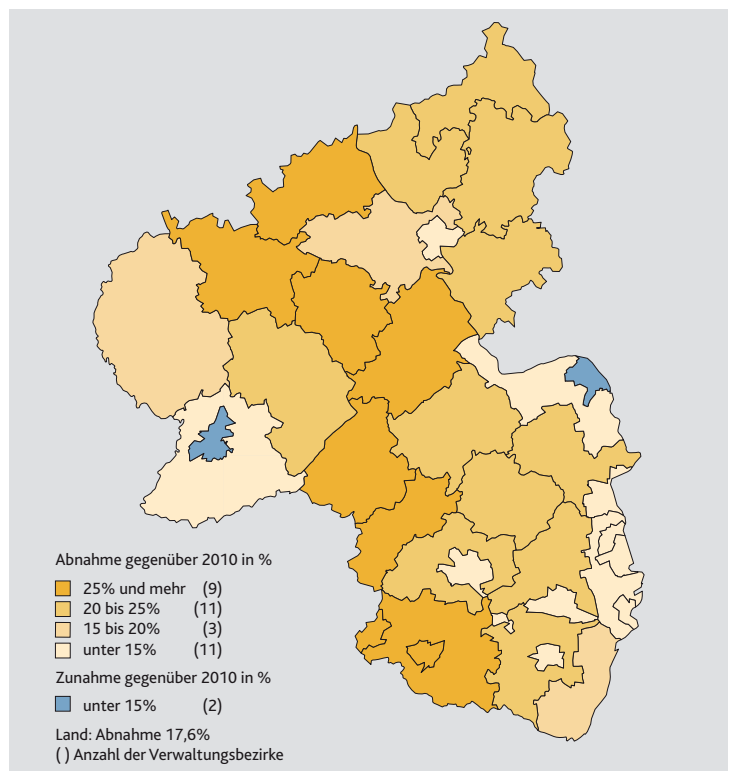 Abnahme gegenüber 2010 in %
25% und mehr (9)
20 bis 25% (11)
15 bis 20% (3)
unter 15% (11)
Zunahme gegenüber 2010 in %
unter 15% (2)
Land: Abnahme 17,6%
( ) Anzahl der Verwaltungsbezirke